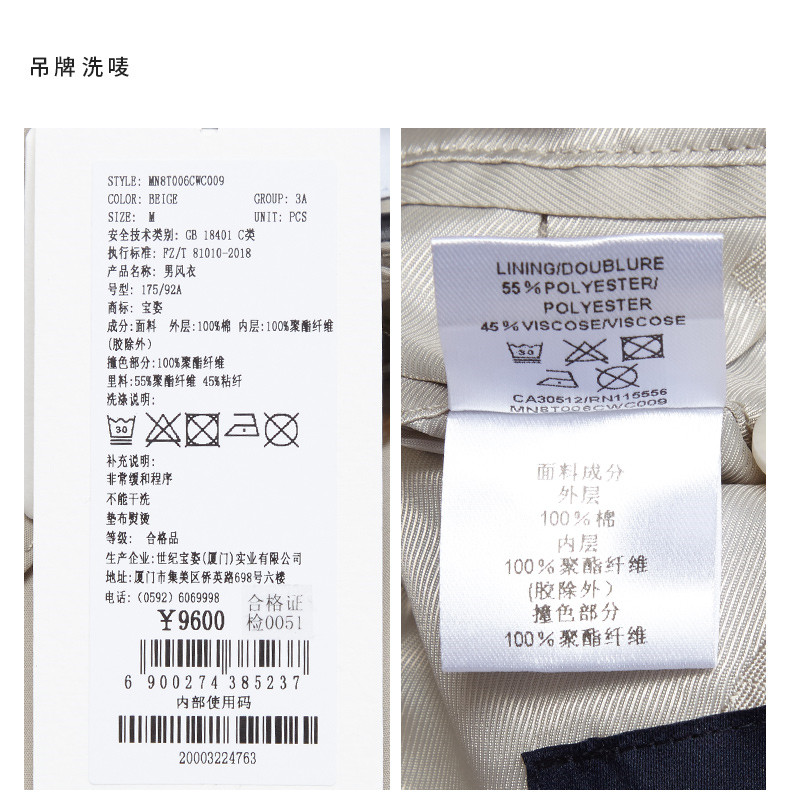 吊牌洗唛
STYLE: MN8T006CWC009
COLOR: BEIGE GROUP: 3A
SIZE: M UNIT: PCS
安全技术类别: GB 18401 C类
执行标准: FZ/T 81010-2018
产品名称: 男风衣
号型: 175/92A
商标: 宝姿
成分:面料 外层:100%棉 内层:100%聚酯纤维
(胶除外)
撞色部分:100%聚酯纤维
里料:55%聚酯纤维 45%粘纤
洗涤说明:
30
补充说明:
非常缓和程序
不能干洗
垫布熨烫
等级: 合格品
生产企业:世纪宝姿(厦门)实业有限公司
地址:厦门市集美区侨英路698号六楼
电话: (0592) 6069998
¥9600
合格证
检0051
6 900274 385237
内部使用码
20003224763
LINING/DOUBLURE
55%POLYESTER/
POLYESTER
45%VISCOSE/VISCOSE
30
CA30512/RN115556
MN8T006CWC009
面料成分
外层
100%棉
内层
100%聚酯纤维
(胶除外)
撞色部分
100%聚酯纤维